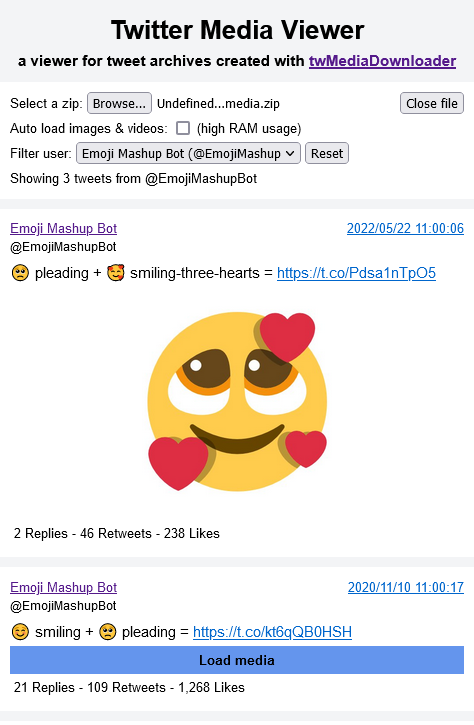 Twitter Media Viewer
a viewer for tweet archives created with twMediaDownloader
Select a zip: Browse... Undefined...media.zip Close file
Auto load images & videos: (high RAM usage)
Filter user: Emoji Mashup Bot (@EmojiMashup Reset
Showing 3 tweets from @EmojiMashupBot
Emoji Mashup Bot 2022/05/22 11:00:06
@EmojiMashupBot
🥺 pleading + 🥰 smiling-three-hearts = https://t.co/Pdsa1nTpO5
2 Replies - 46 Retweets - 238 Likes
Emoji Mashup Bot 2020/11/10 11:00:17
@EmojiMashupBot
😊 smiling + 🥺 pleading = https://t.co/kt6qQB0HSH
Load media
21 Replies - 109 Retweets - 1,268 Likes